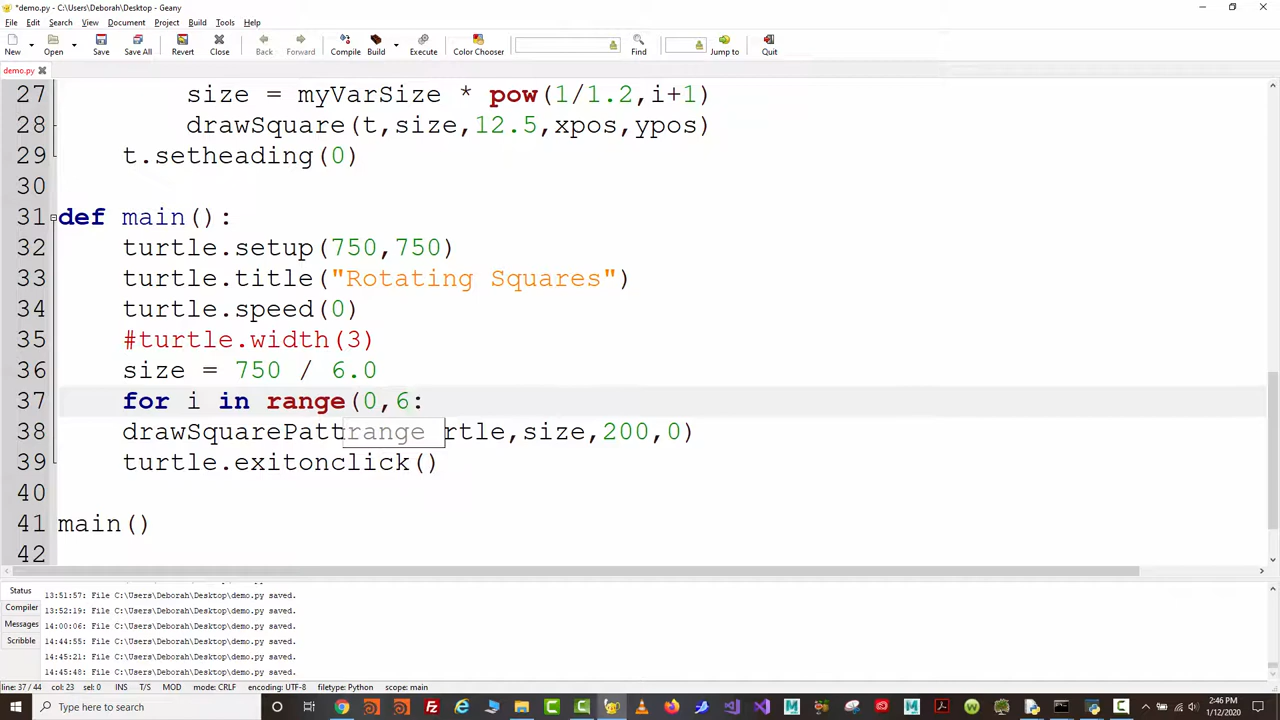 *demo.py - C:\Users\Deborah\Desktop - Geany
File Edit Search View Document Project Build Tools Help
New Open Save Save All Revert Close Back Forward Compile Build Execute Color Chooser Find Jump to Quit
demo.py
27 size = myVarSize * pow(1/1.2,i+1)
28 drawSquare(t,size,12.5,xpos,ypos)
29 t.setheading(0)
30
31 def main():
32 turtle.setup(750,750)
33 turtle.title("Rotating Squares")
34 turtle.speed(0)
35 #turtle.width(3)
36 size = 750 / 6.0
37 for i in range(0,6:
38 drawSquarePatt range rtle,size,200,0)
39 turtle.exitonclick()
40
41 main()
42
Status 13:51:57: File C:\Users\Deborah\Desktop\demo.py saved.
Compiler 13:52:19: File C:\Users\Deborah\Desktop\demo.py saved.
Messages 14:00:06: File C:\Users\Deborah\Desktop\demo.py saved.
Scribble 14:44:55: File C:\Users\Deborah\Desktop\demo.py saved.
14:45:21: File C:\Users\Deborah\Desktop\demo.py saved.
14:45:48: File C:\Users\Deborah\Desktop\demo.py saved.
line: 37 / 44 col: 23 sel: 0 INS T/S MOD mode: CRLF encoding: UTF-8 filetype: Python scope: main
Type here to search 2:46 PM
1/12/2020